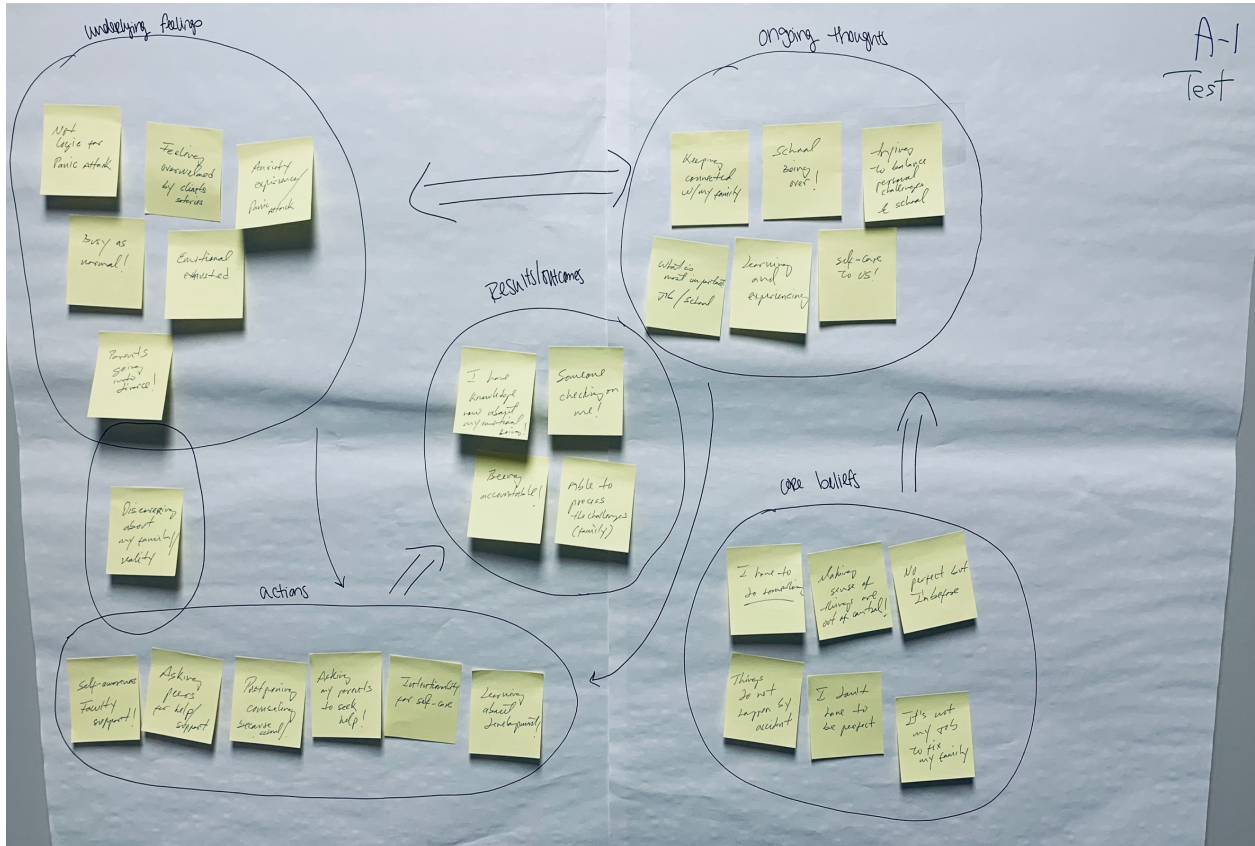 underlying feelings
Not
Logic for
Panic Attack
Feeling
overwelmed
by clients
Anxiety
experience/
Panic Attack
Busy as
normal!
Emotional
exhusted
Parents
going
into
divorce!
Disencaging
about
my family/
reality
ongoing thoughts
Keeping
connected
w/my family
School
being
over!
trying
to balance
personal
challenges
& school
What is
most important
/school
Learning
and
experiencing
self-care
to us!
A-1
Test
Results/outcomes
I have
knowledge
now about
my emotional
being!
Someone
checking on
me!
Being
accountable!
Able to
process
the challenges
(family)
actions
Self-awareness
Faculty
support!
Asking
peers
for help/
support
Postponing
counseling
because
Asking
my parents
to seek
help!
Intentionality
for self-care
Learning
about
development!
core beliefs
I have to
do something
Making
sense of
things are
out of control!
No
perfect but
Things
do not
happen by
accident
I don't
have to
be perfect
It's not
my job
to fix
my family